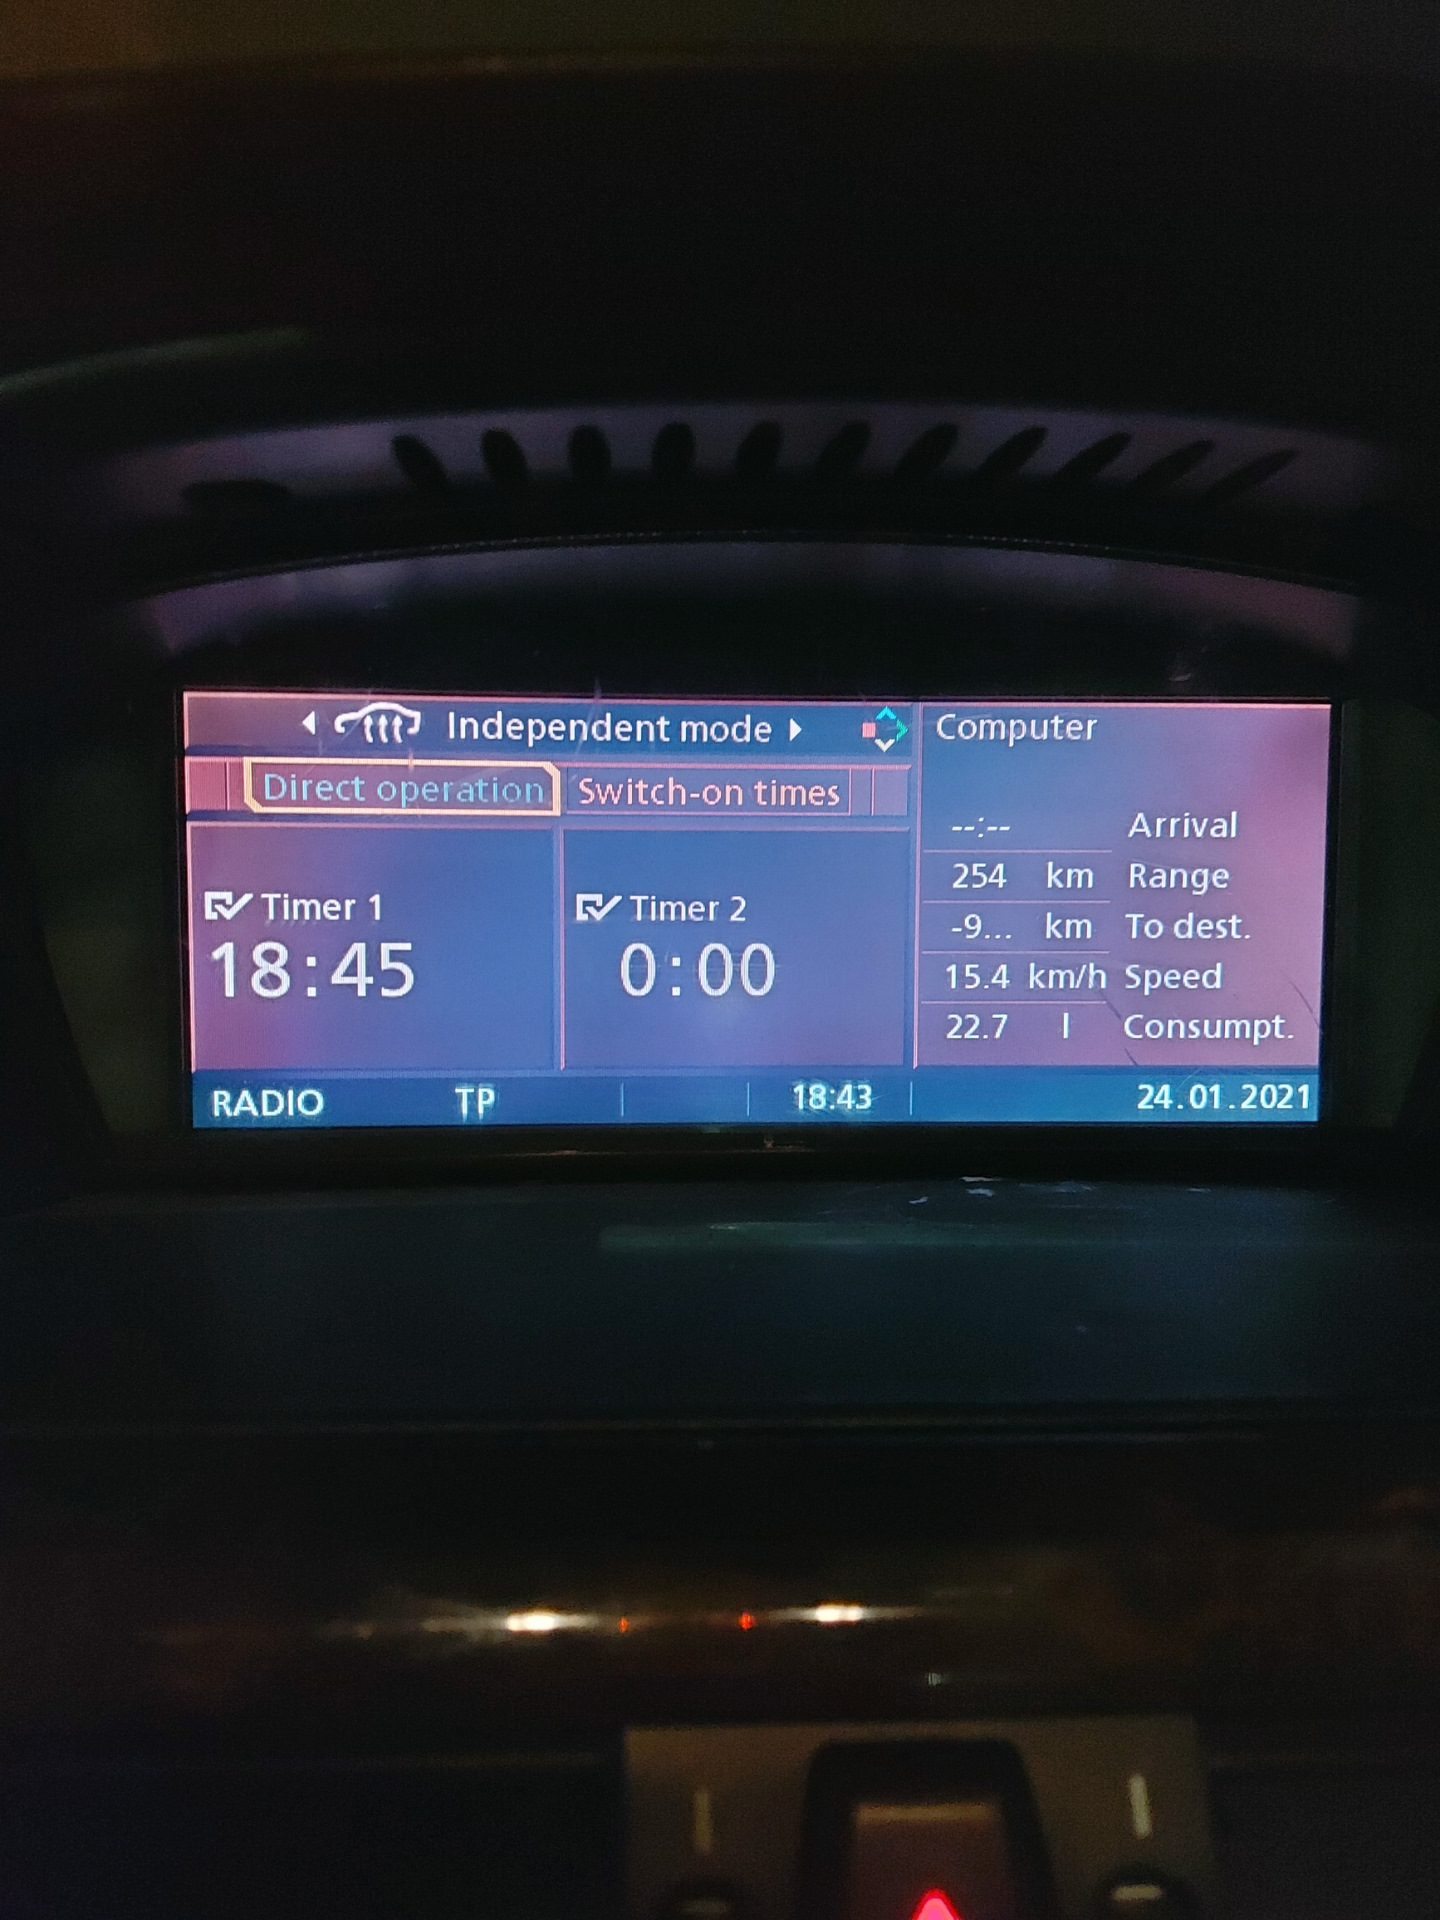 Independent mode
Direct operation Switch-on times
Timer 1
18:45
Timer 2
0:00
Computer
--:-- Arrival
254 km Range
-9... km To dest.
15.4 km/h Speed
22.7 l Consumpt.
RADIO TP 18:43 24.01.2021